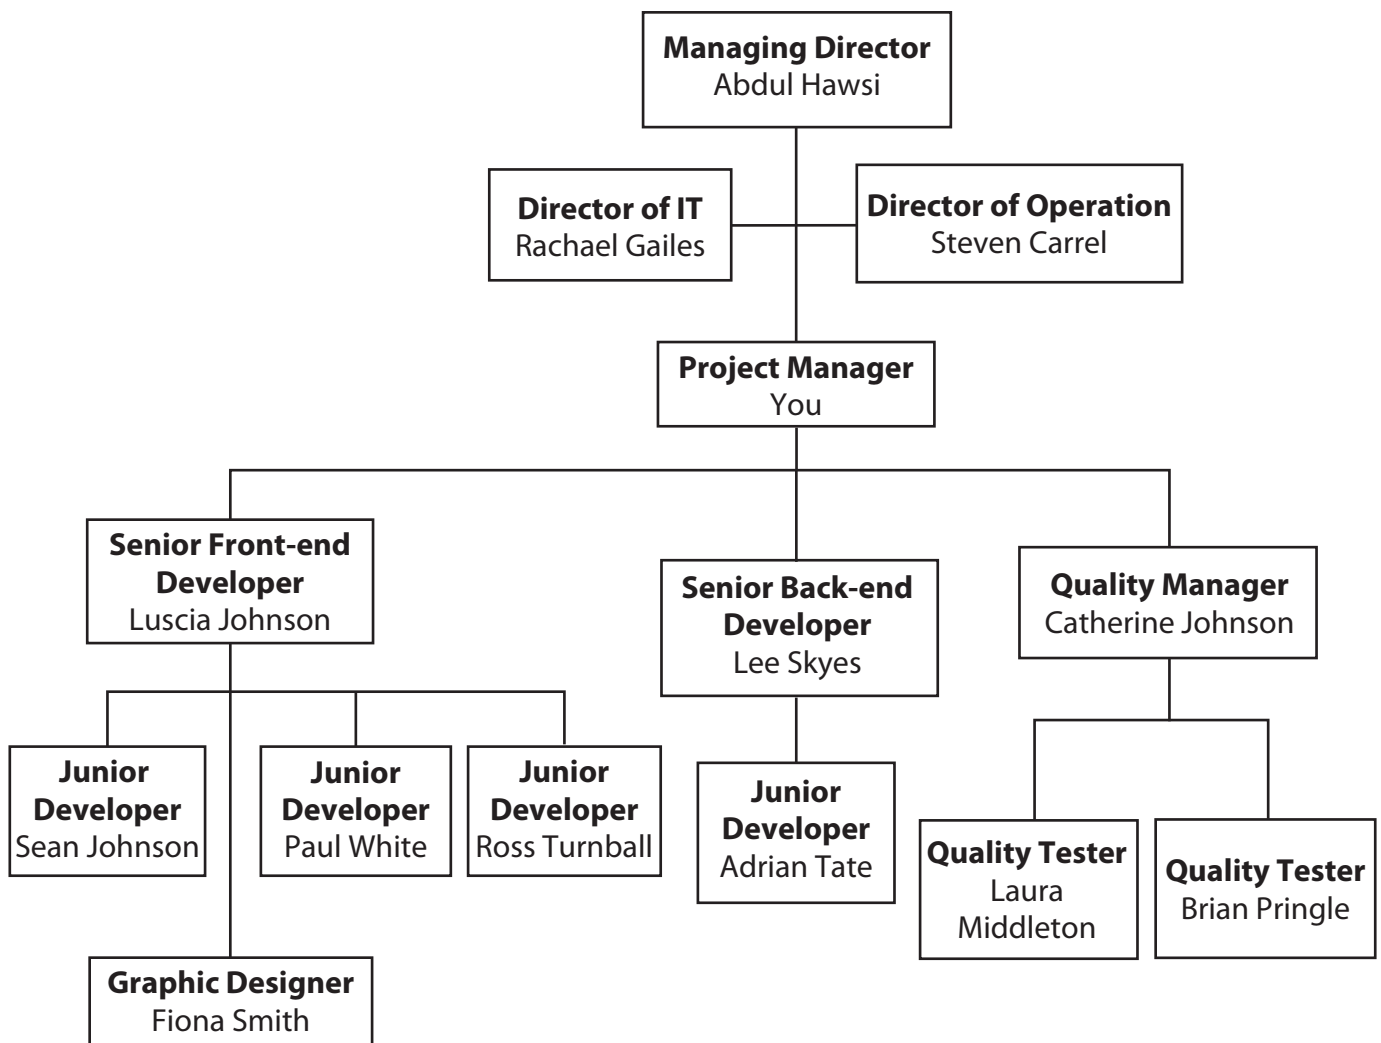 Managing Director
Abdul Hawsi
Director of IT
Rachael Gailes
Director of Operation
Steven Carrel
Project Manager
You
Senior Front-end
Developer
Luscia Johnson
Senior Back-end
Developer
Lee Skyes
Quality Manager
Catherine Johnson
Junior
Developer
Sean Johnson
Junior
Developer
Paul White
Junior
Developer
Ross Turnball
Junior
Developer
Adrian Tate
Quality Tester
Laura
Middleton
Quality Tester
Brian Pringle
Graphic Designer
Fiona Smith